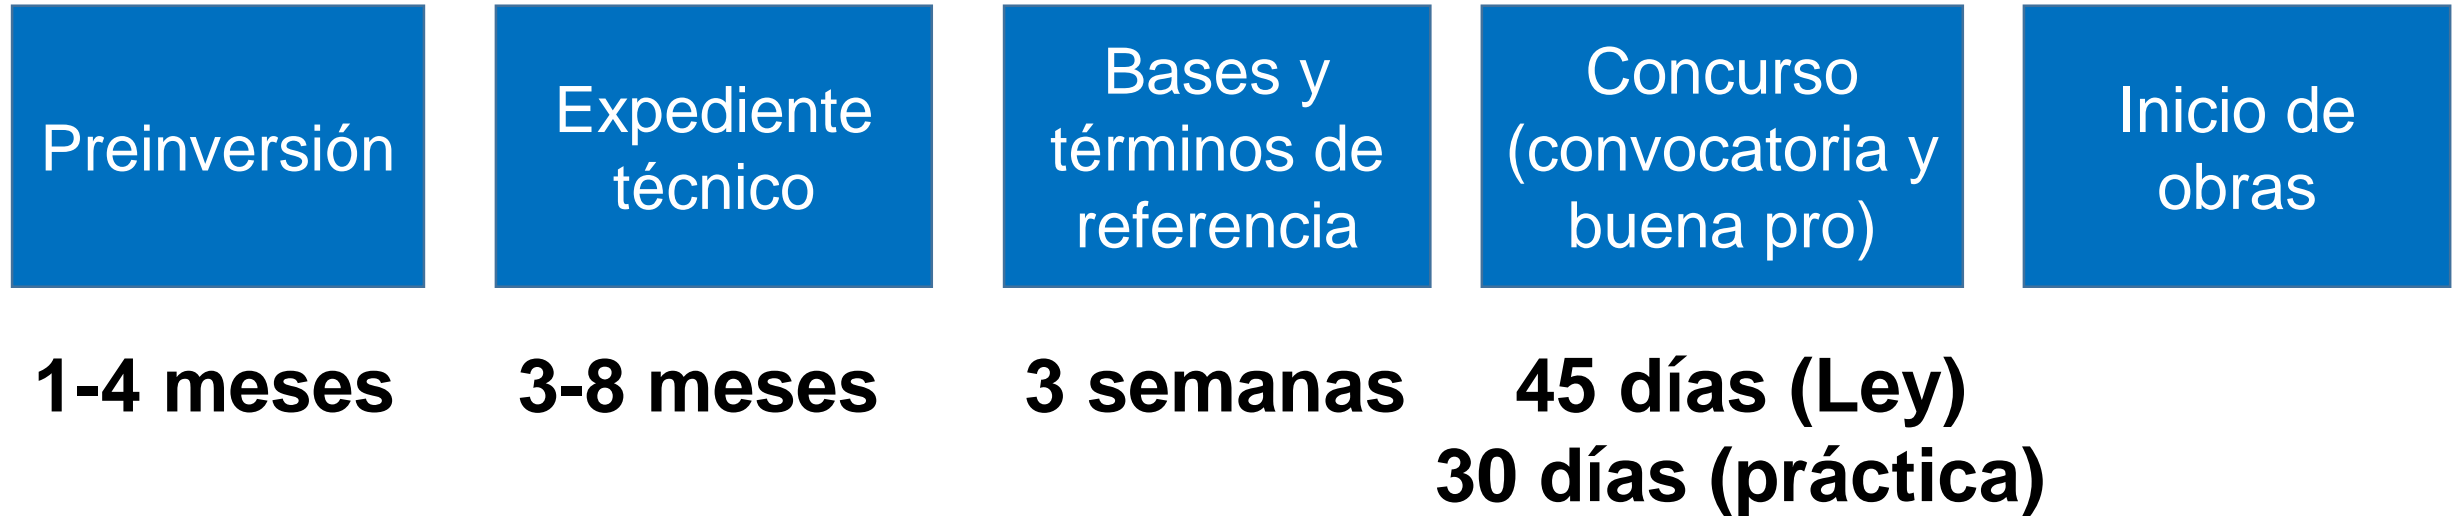 Preinversión
Expediente
técnico
Bases y
términos de
referencia
Concurso
(convocatoria y
buena pro)
Inicio de
obras
1-4 meses
3-8 meses
3 semanas
45 días (Ley)
30 días (práctica)